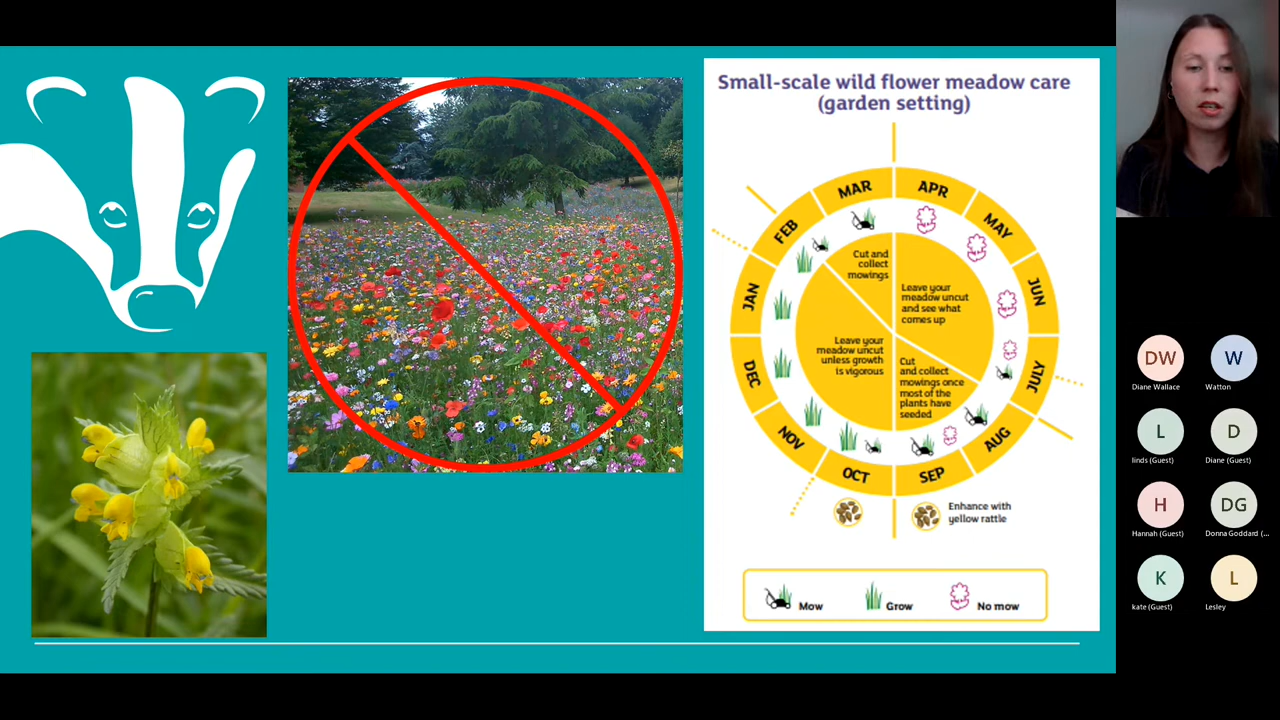 Small-scale wild flower meadow care
(garden setting)
MAR
APR
FEB
MAY
JAN
JUN
DEC
JULY
NOV
AUG
OCT
SEP
Cut and
collect
mowings
Leave your
meadow uncut
and see what
comes up
Leave your
meadow uncut
unless growth
is vigorous
Cut
and collect
mowings once
most of the
plants have
seeded
Enhance with
yellow rattle
Mow
Grow
No mow
DW
W
Diane Wallace
Watton
L
D
linds (Guest)
Diane (Guest)
H
DG
Hannah (Guest)
Donna Goddard (...
K
L
kate (Guest)
Lesley